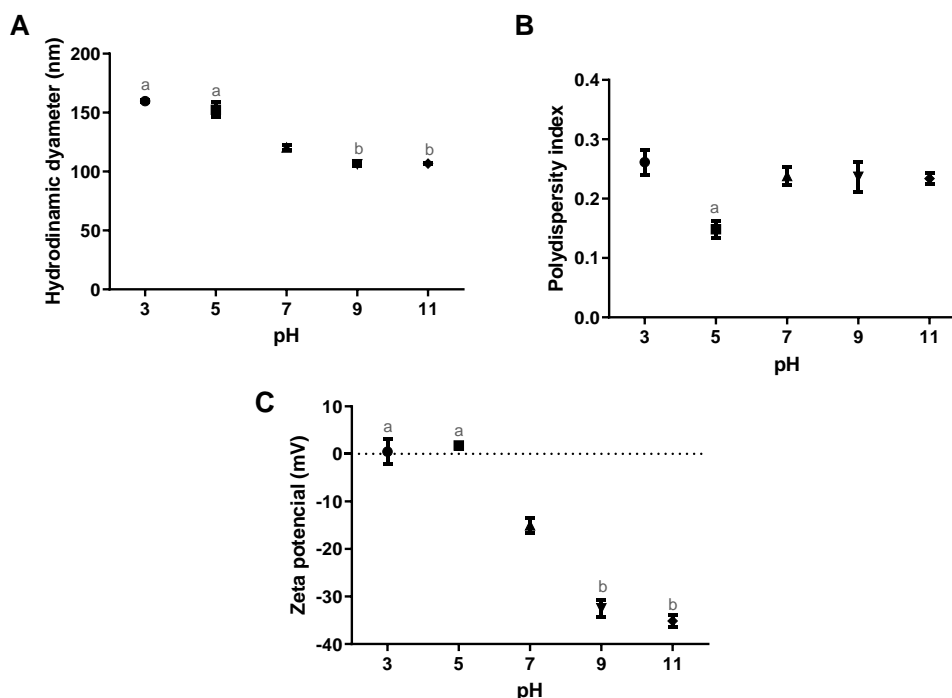 A
Hydrodinamic dyameter (nm)
200
150
100
50
0
a
a
b
b
3 5 7 9 11
pH
B
Polydispersity index
0.4
0.3
0.2
0.1
0.0
a
3 5 7 9 11
pH
C
Zeta potencial (mV)
10
0
-10
-20
-30
-40
a
a
b
b
3 5 7 9 11
pH